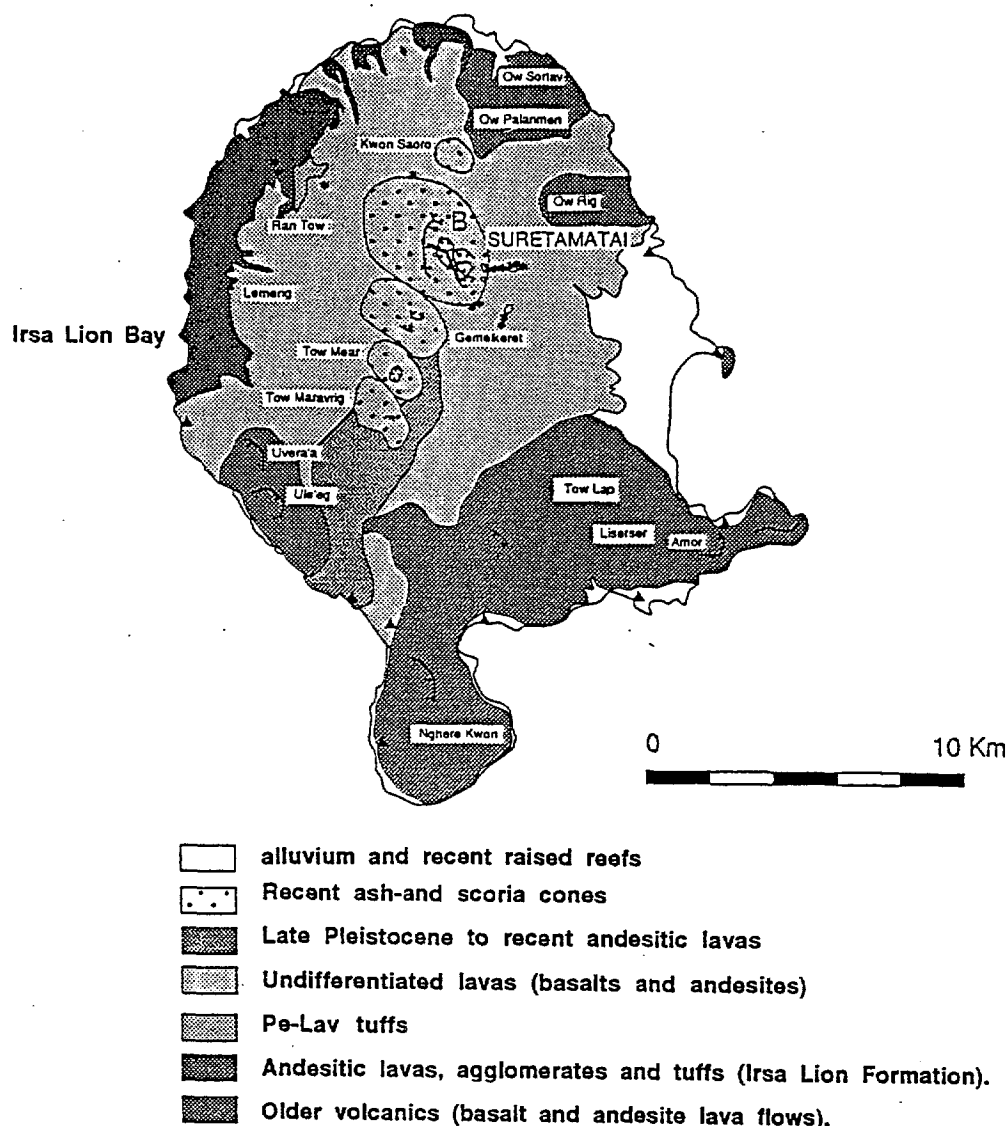 Ow Sortav
Ow Palanmen
Kwon Saoro
Ow Rig
B
SURETAMATAI
Ran Tow
Lemeng
Irsa Lion Bay
Gemelkeret
Tow Mear
Tow Maravrig
Uvera'a
Ule'eg
Tow Lap
Liserser
Amor
Nghere Kwon
0
10 Km
alluvium and recent raised reefs
Recent ash-and scoria cones
Late Pleistocene to recent andesitic lavas
Undifferentiated lavas (basalts and andesites)
Pe-Lav tuffs
Andesitic lavas, agglomerates and tuffs (Irsa Lion Formation).
Older volcanics (basalt and andesite lava flows).